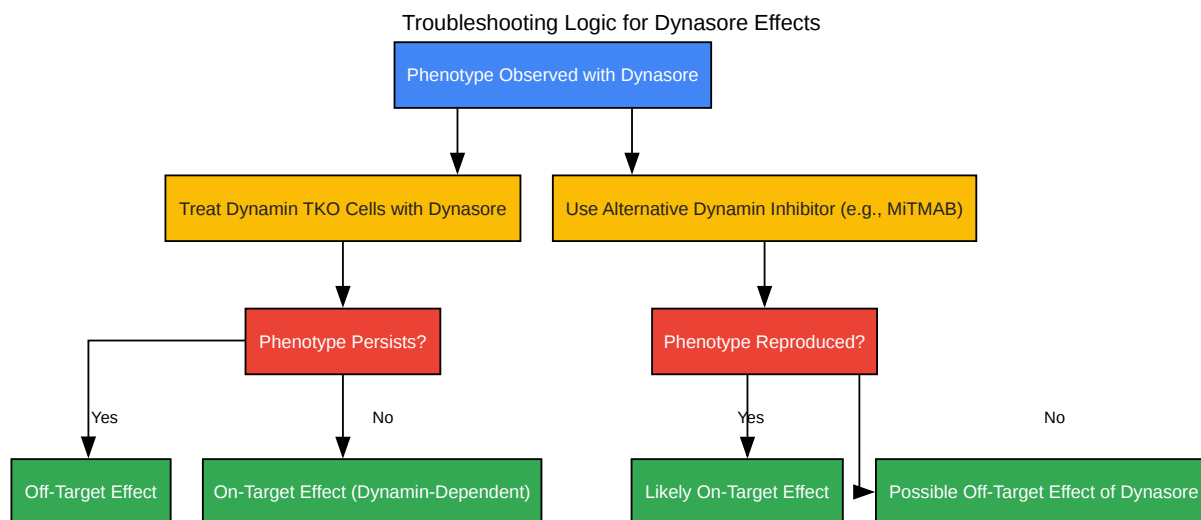 Troubleshooting Logic for Dynasore Effects
Phenotype Observed with Dynasore
Treat Dynamin TKO Cells with Dynasore
Use Alternative Dynamin Inhibitor (e.g., MiTMAB)
Phenotype Persists?
Phenotype Reproduced?
Yes
No
Yes
No
Off-Target Effect
On-Target Effect (Dynamin-Dependent)
Likely On-Target Effect
Possible Off-Target Effect of Dynasore